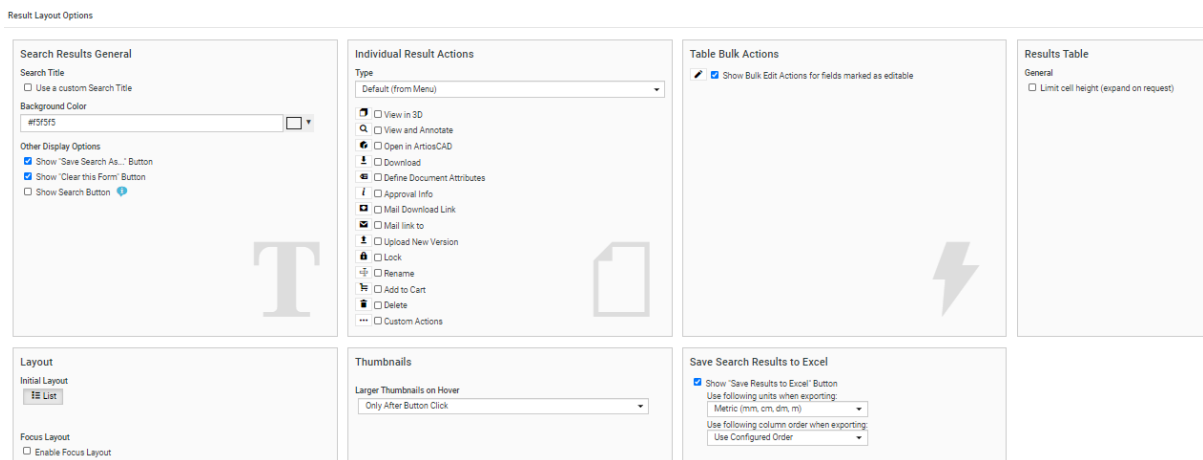 Result Layout Options
Search Results General
Search Title
Use a custom Search Title
Background Color
#f5f5f5
Other Display Options
Show "Save Search As..." Button
Show "Clear this Form" Button
Show Search Button
T
Individual Result Actions
Type
Default (from Menu)
View in 3D
View and Annotate
Open in ArtiosCAD
Download
Define Document Attributes
Approval Info
Mail Download Link
Mail link to
Upload New Version
Lock
Rename
Add to Cart
Delete
Custom Actions
Table Bulk Actions
Show Bulk Edit Actions for fields marked as editable
Results Table
General
Limit cell height (expand on request)
Layout
Initial Layout
List
Focus Layout
Enable Focus Layout
Thumbnails
Larger Thumbnails on Hover
Only After Button Click
Save Search Results to Excel
Show "Save Results to Excel" Button
Use following units when exporting:
Metric (mm, cm, dm, m)
Use following column order when exporting:
Use Configured Order